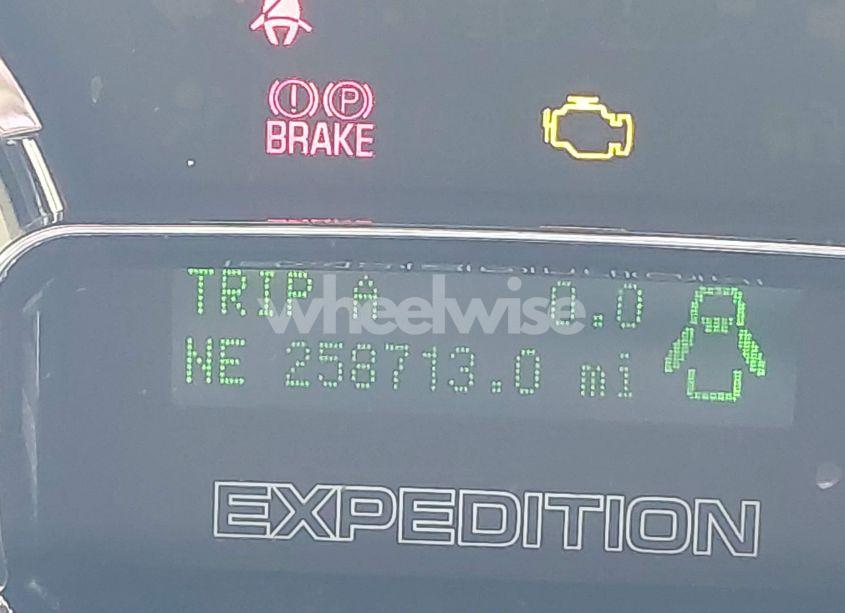 ! P
BRAKE
TRIP A 0.0
wheelwise
NE 258713.0 mi
EXPEDITION